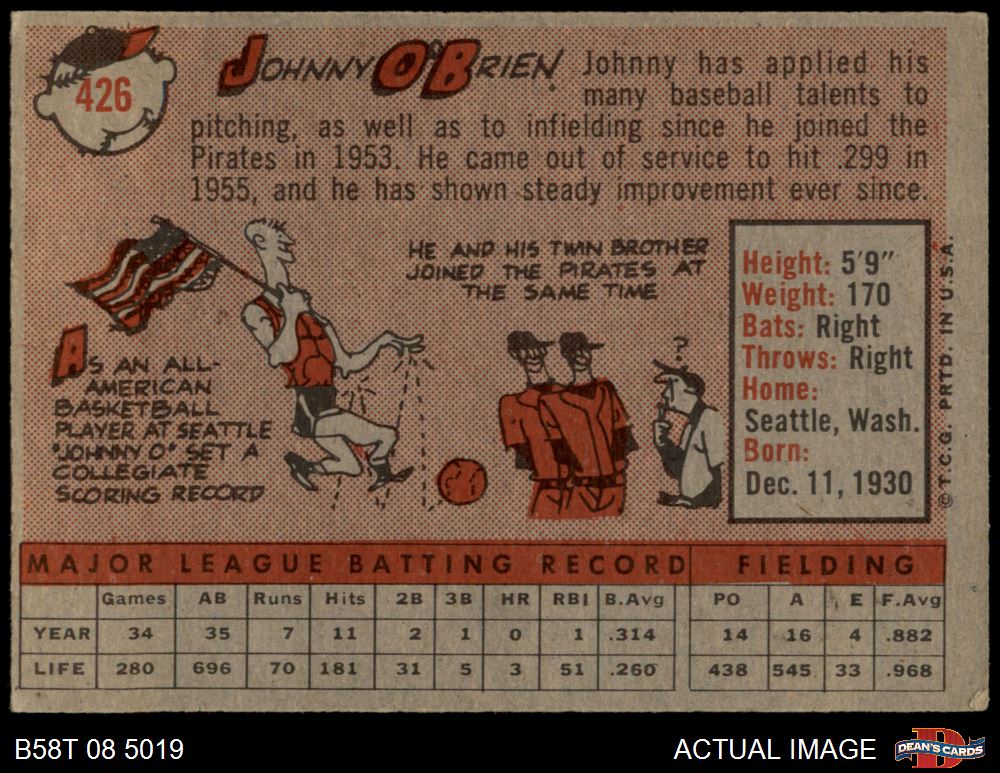 426
JOHNNY O'BRIEN
Johnny has applied his
many baseball talents to
pitching, as well as to infielding since he joined the
Pirates in 1953. He came out of service to hit .299 in
1955, and he has shown steady improvement ever since.
HE AND HIS TWIN BROTHER
JOINED THE PIRATES AT
THE SAME TIME
AS AN ALL-
AMERICAN
BASKETBALL
PLAYER AT SEATTLE
"JOHNNY O" SET A
COLLEGIATE
SCORING RECORD
?
Height: 5'9"
Weight: 170
Bats: Right
Throws: Right
Home:
Seattle, Wash.
Born:
Dec. 11, 1930
© T.C.G. PRTD. IN U.S.A.
MAJOR LEAGUE BATTING RECORD FIELDING
Games AB Runs Hits 2B 3B HR RBI B.Avg PO A E F.Avg
YEAR 34 35 7 11 2 1 0 1 .314 14 16 4 .882
LIFE 280 696 70 181 31 5 3 51 .260 438 545 33 .968
B58T 08 5019 ACTUAL IMAGE D DEAN'S CARDS